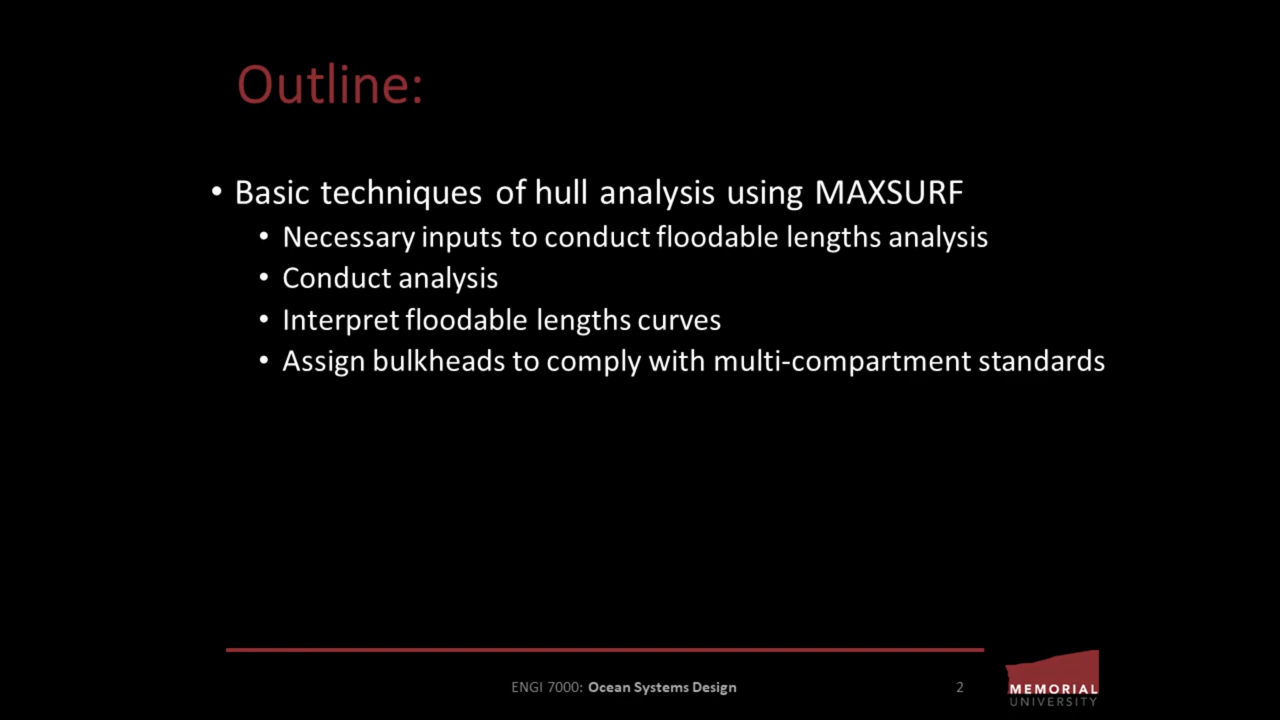 Outline:
• Basic techniques of hull analysis using MAXSURF
• Necessary inputs to conduct floodable lengths analysis
• Conduct analysis
• Interpret floodable lengths curves
• Assign bulkheads to comply with multi-compartment standards
ENGI 7000: Ocean Systems Design
2
MEMORIAL
UNIVERSITY